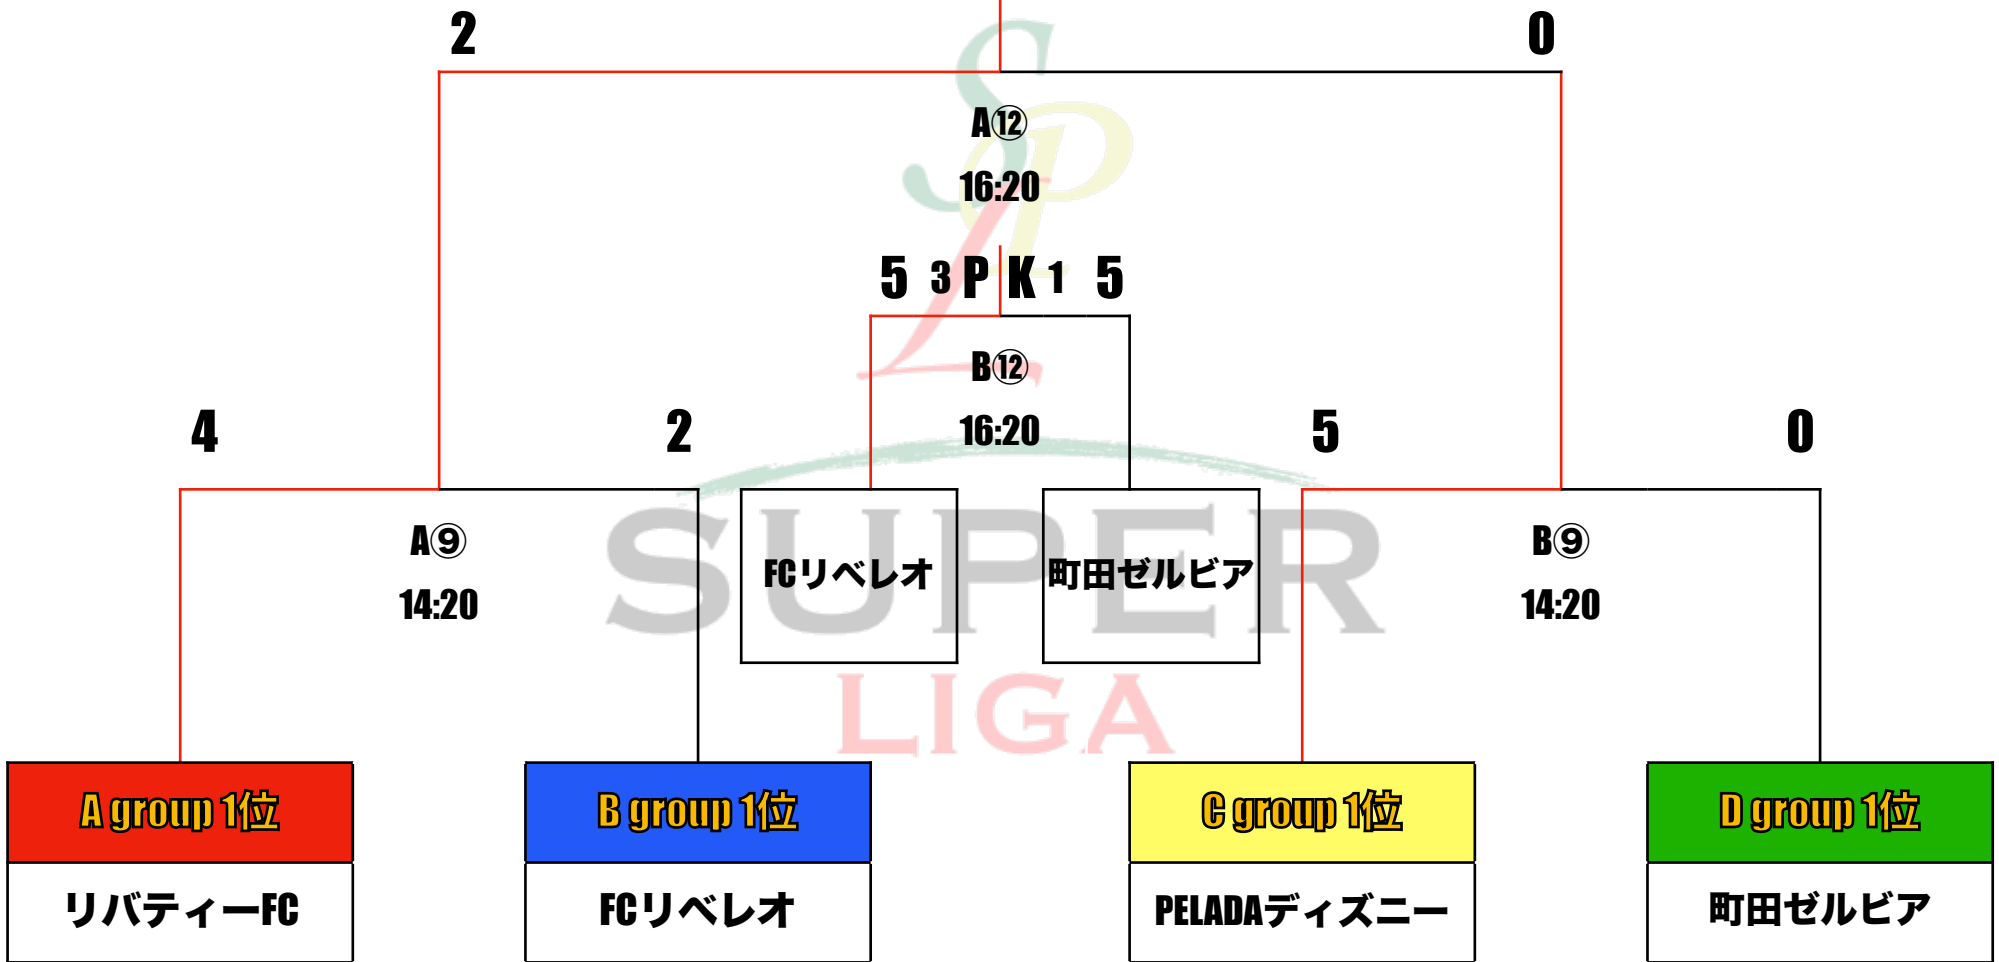 2 0
A⑫
16:20
5 3 P K 1 5
B⑫
16:20
4 2 5 0
A⑨
14:20
FCリベレオ
町田ゼルビア
B⑨
14:20
SPL
SUPER
LIGA
A group 1位
B group 1位
C group 1位
D group 1位
リバティーFC
FCリベレオ
PELADAディズニー
町田ゼルビア